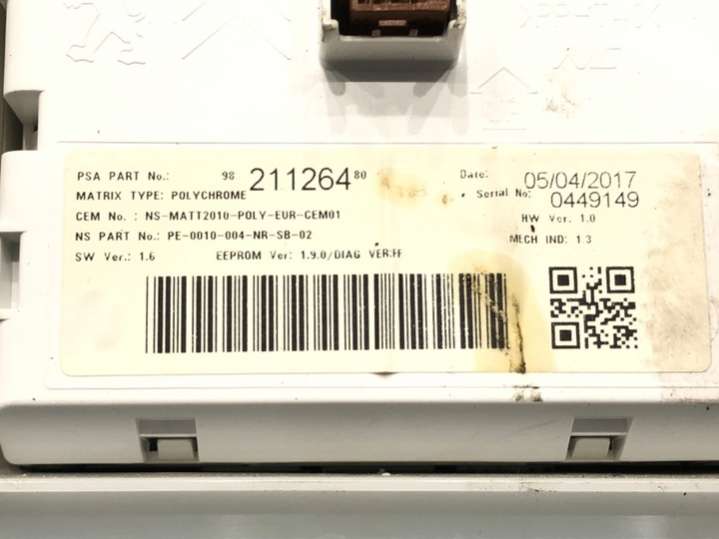 PSA PART No.: 98 211264 80 Date: 05/04/2017
MATRIX TYPE: POLYCHROME Serial No: 0449149
CEM No. : NS-MATT2010-POLY-EUR-CEM01 HW Ver. 1.0
NS PART No.: PE-0010-004-NR-SB-02 MECH IND: 1.3
SW Ver.: 1.6 EEPROM Ver: 1.9.0/DIAG VER:FF